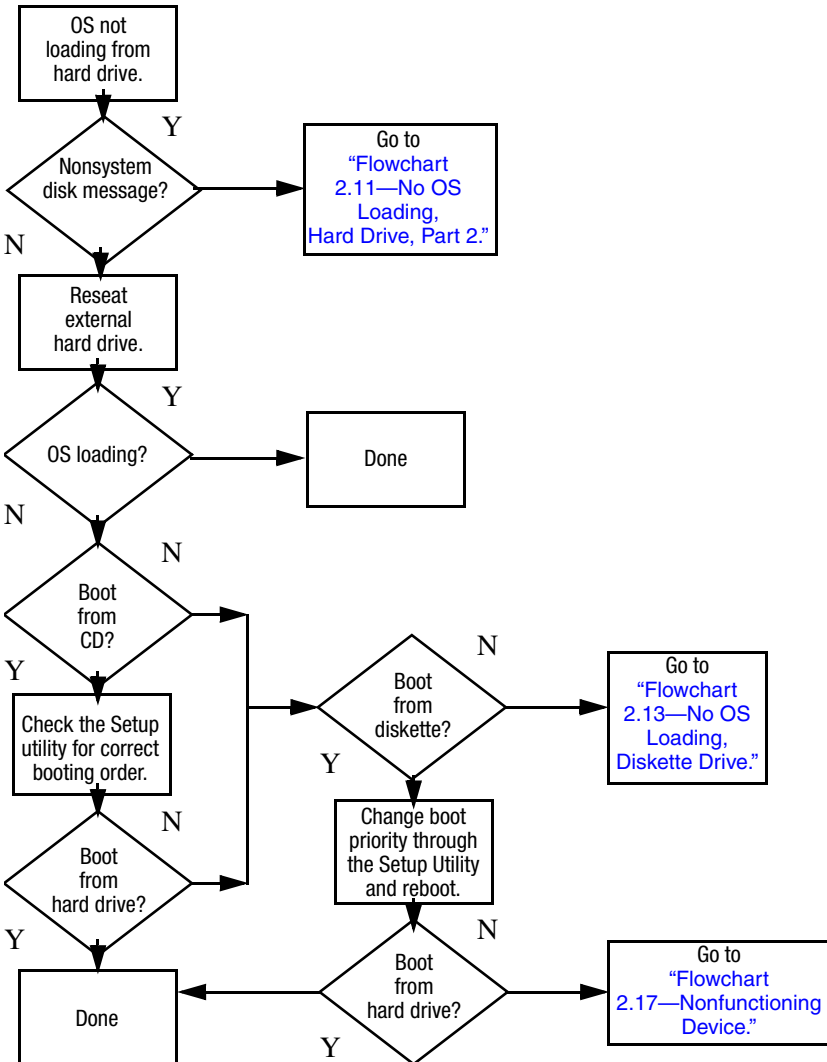 OS not
loading from
hard drive.
Y
Nonsystem
disk message?
Go to
“Flowchart
2.11—No OS
Loading,
Hard Drive, Part 2.”
N
Reseat
external
hard drive.
Y
OS loading?
Done
N
N
Boot
from
CD?
Y
Check the Setup
utility for correct
booting order.
N
Boot
from
hard drive?
Y
Done
N
Boot
from
diskette?
Go to
“Flowchart
2.13—No OS
Loading,
Diskette Drive.”
Y
Change boot
priority through
the Setup Utility
and reboot.
N
Boot
from
hard drive?
Go to
“Flowchart
2.17—Nonfunctioning
Device.”
Y